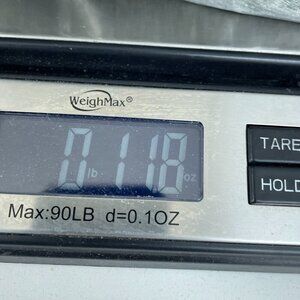 WeighMax®
0 lb 11.8 oz
TARE
HOLD
Max:90LB d=0.1OZ